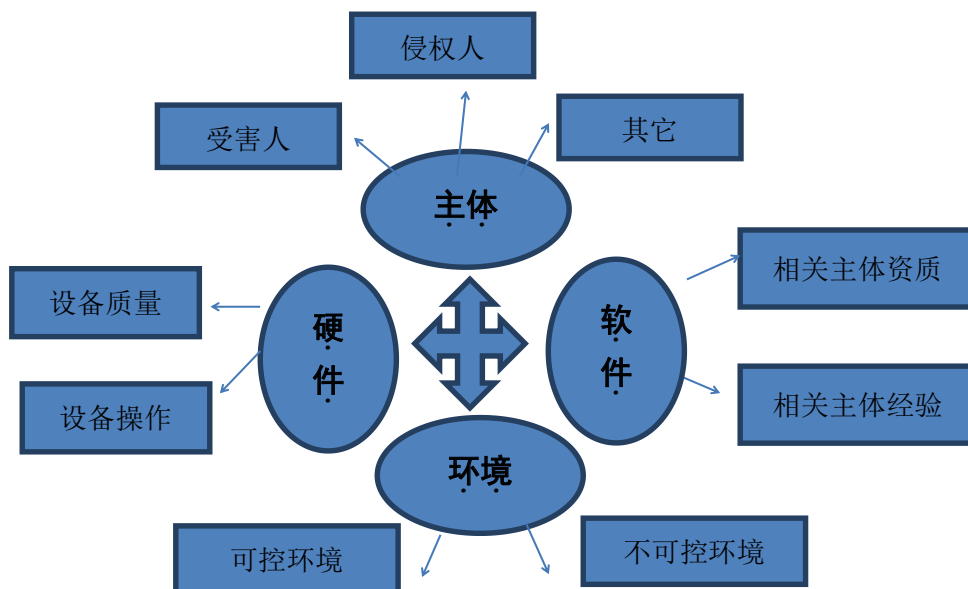 侵权人
受害人
其它
主体
相关主体资质
设备质量
硬
件
软
件
设备操作
相关主体经验
环境
可控环境
不可控环境